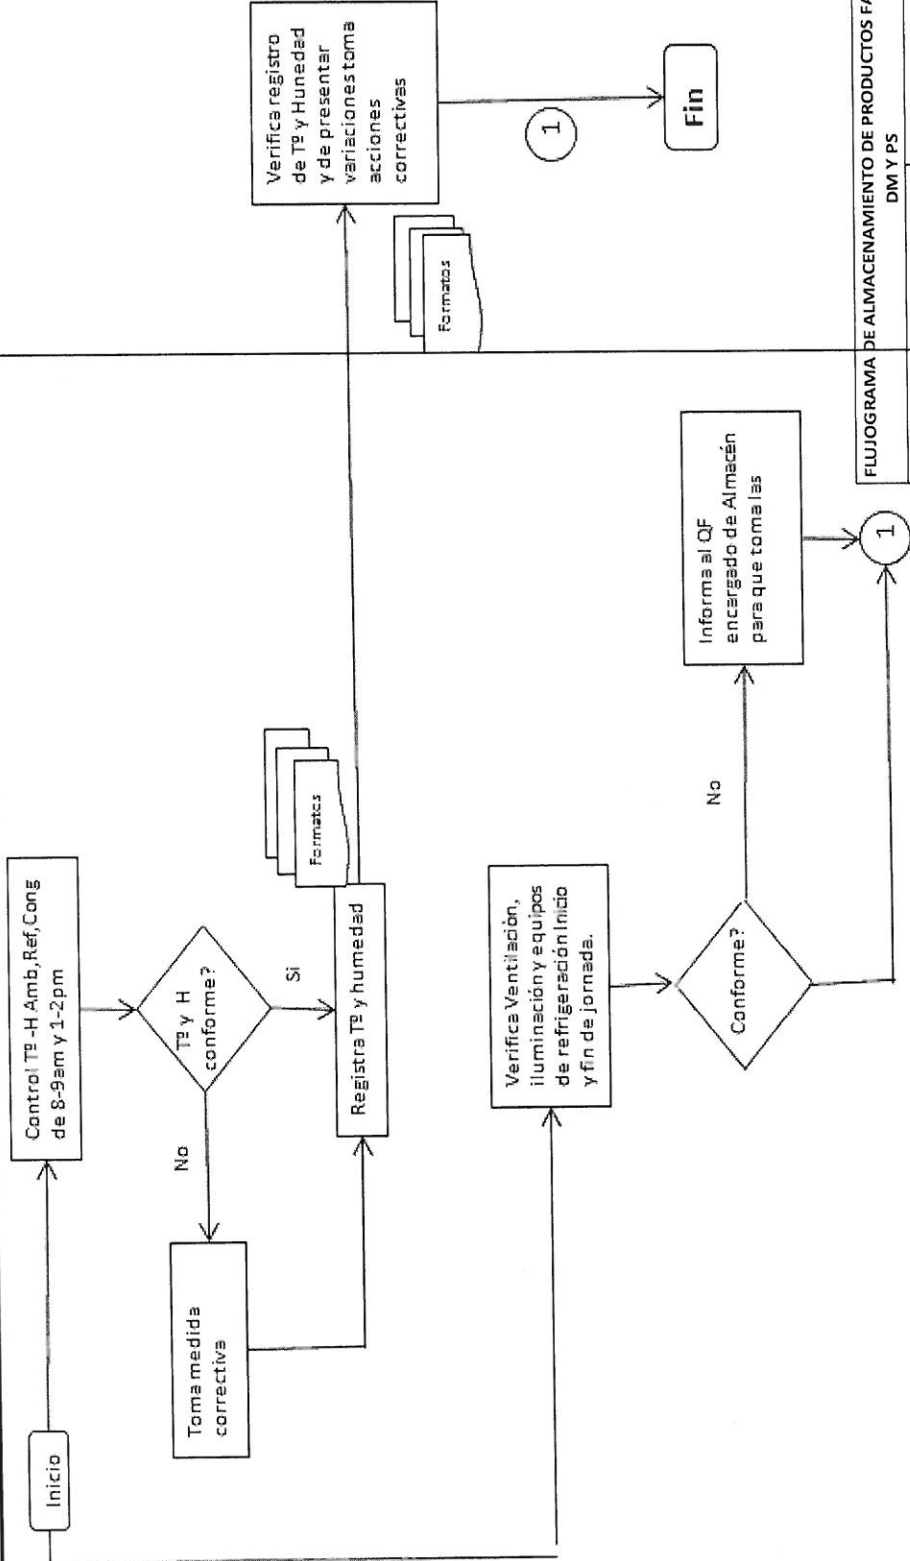 Inicio
Control Tº -H Amb,Ref,Cong
de 8-9am y 1-2pm
Tº y H
conforme?
No
Si
Toma medida
correctiva
Formatos
Registra Tº y humedad
Formatos
Verifica registro
de Tº y Hunedad
y de presentar
variaciones toma
acciones
correctivas
1
Fin
Verifica Ventilación,
iluminación y equipos
de refrigeración Inicio
y fin de jornada.
Conforme?
No
Informa al QF
encargado de Almacén
para que toma las
1
FLUJOGRAMA DE ALMACENAMIENTO DE PRODUCTOS FA
DM Y PS